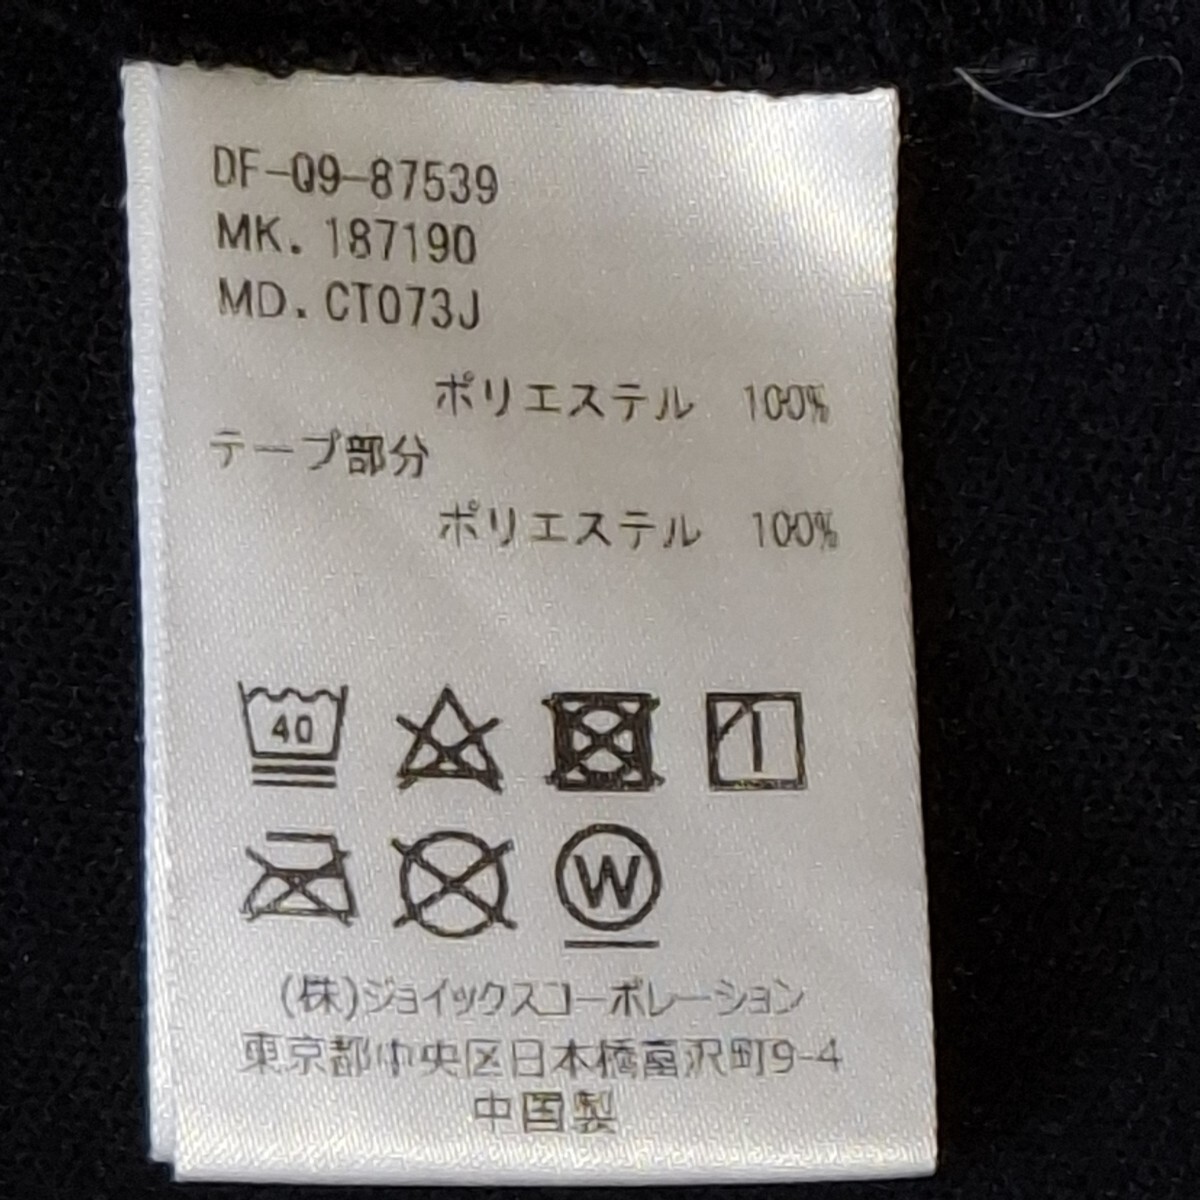 DF-Q9-87539
MK. 187190
MD. CT073J
ポリエステル 100%
テープ部分
ポリエステル 100%
40
W
(株)ジョイックスコーポレーション
東京都中央区日本橋富沢町9-4
中国製